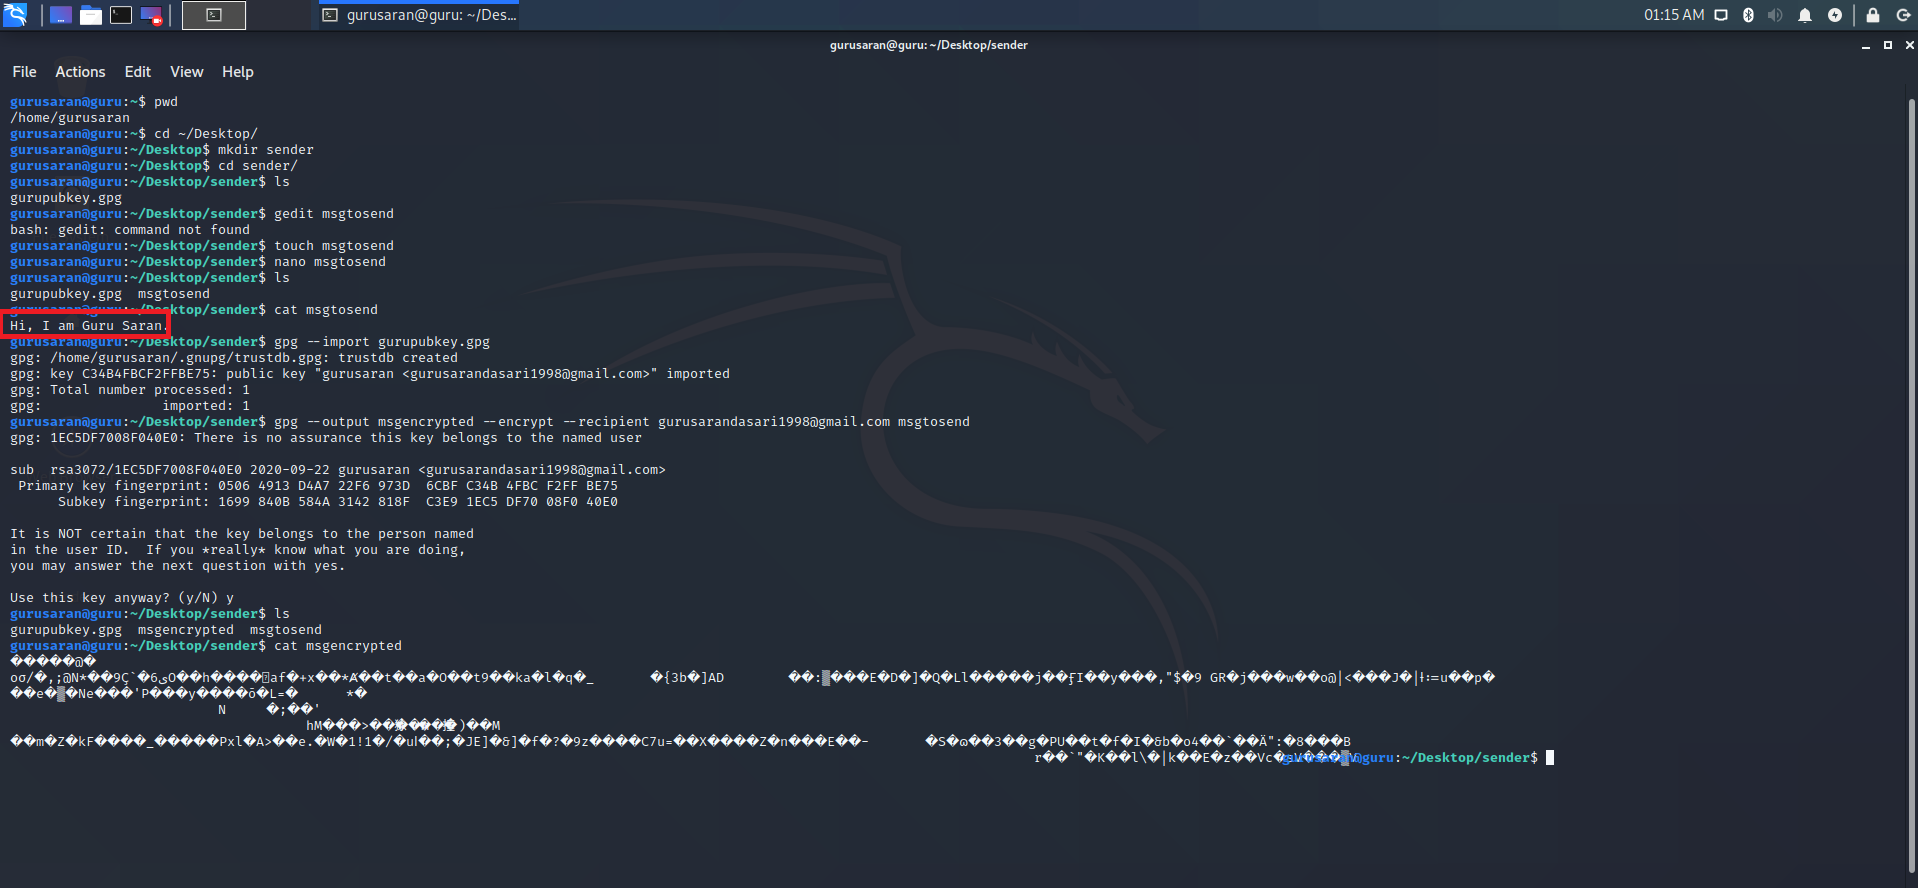 gurusaran@guru: ~/Des...
01:15 AM
gurusaran@guru: ~/Desktop/sender
File Actions Edit View Help
gurusaran@guru:~$ pwd
/home/gurusaran
gurusaran@guru:~$ cd ~/Desktop/
gurusaran@guru:~/Desktop$ mkdir sender
gurusaran@guru:~/Desktop$ cd sender/
gurusaran@guru:~/Desktop/sender$ ls
gurupubkey.gpg
gurusaran@guru:~/Desktop/sender$ gedit msgtosend
bash: gedit: command not found
gurusaran@guru:~/Desktop/sender$ touch msgtosend
gurusaran@guru:~/Desktop/sender$ nano msgtosend
gurusaran@guru:~/Desktop/sender$ ls
gurupubkey.gpg  msgtosend
gurusaran@guru:~/Desktop/sender$ cat msgtosend
Hi, I am Guru Saran.
gurusaran@guru:~/Desktop/sender$ gpg --import gurupubkey.gpg
gpg: /home/gurusaran/.gnupg/trustdb.gpg: trustdb created
gpg: key C34B4FBCF2FFBE75: public key "gurusaran <gurusarandasari1998@gmail.com>" imported
gpg: Total number processed: 1
gpg:               imported: 1
gurusaran@guru:~/Desktop/sender$ gpg --output msgencrypted --encrypt --recipient gurusarandasari1998@gmail.com msgtosend
gpg: 1EC5DF7008F040E0: There is no assurance this key belongs to the named user
sub  rsa3072/1EC5DF7008F040E0 2020-09-22 gurusaran <gurusarandasari1998@gmail.com>
Primary key fingerprint: 0506 4913 D4A7 22F6 973D  6CBF C34B 4FBC F2FF BE75
Subkey fingerprint: 1699 840B 584A 3142 818F  C3E9 1EC5 DF70 08F0 40E0
It is NOT certain that the key belongs to the person named
in the user ID.  If you *really* know what you are doing,
you may answer the next question with yes.
Use this key anyway? (y/N) y
gurusaran@guru:~/Desktop/sender$ ls
gurupubkey.gpg  msgencrypted  msgtosend
gurusaran@guru:~/Desktop/sender$ cat msgencrypted
:~/Desktop/sender$